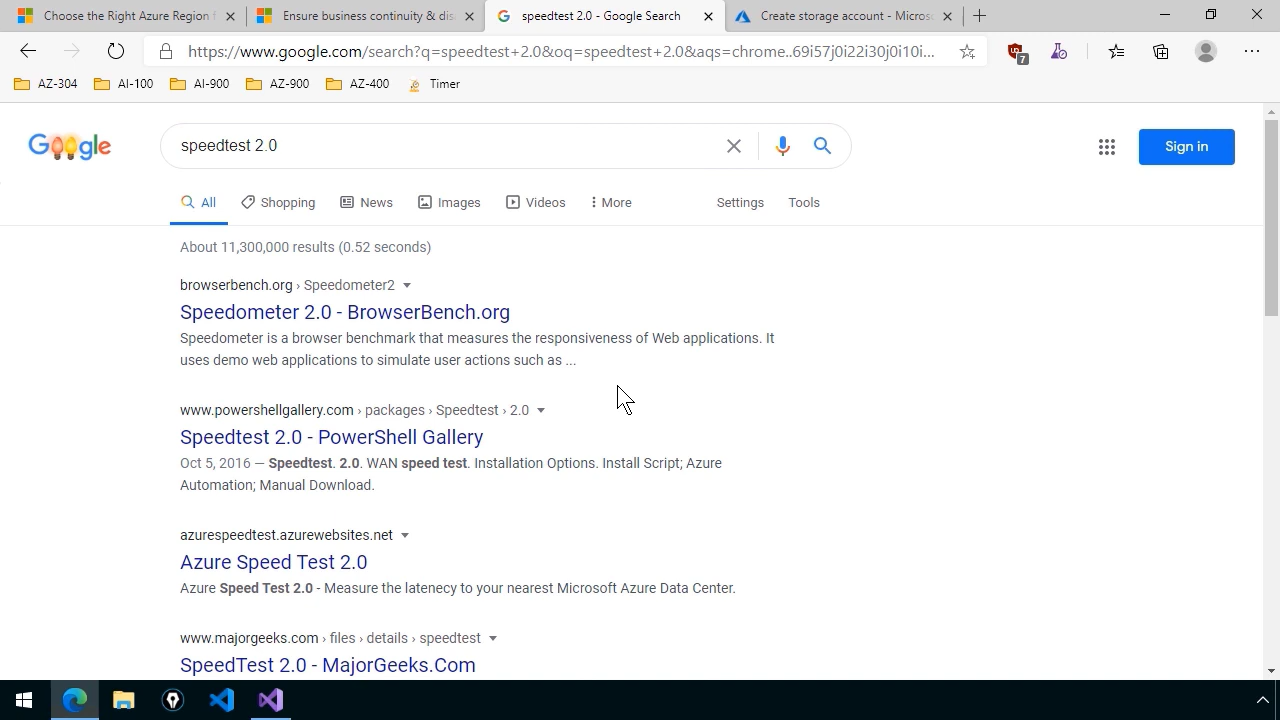 Choose the Right Azure Region f
Ensure business continuity & dis
speedtest 2.0 - Google Search
Create storage account - Micros
https://www.google.com/search?q=speedtest+2.0&oq=speedtest+2.0&aqs=chrome..69i57j0i22i30j0i10i...
7
AZ-304
AI-100
AI-900
AZ-900
AZ-400
Timer
Google
speedtest 2.0
Sign in
All
Shopping
News
Images
Videos
More
Settings
Tools
About 11,300,000 results (0.52 seconds)
browserbench.org › Speedometer2
Speedometer 2.0 - BrowserBench.org
Speedometer is a browser benchmark that measures the responsiveness of Web applications. It
uses demo web applications to simulate user actions such as ...
www.powershellgallery.com › packages › Speedtest › 2.0
Speedtest 2.0 - PowerShell Gallery
Oct 5, 2016 — Speedtest. 2.0. WAN speed test. Installation Options. Install Script; Azure
Automation; Manual Download.
azurespeedtest.azurewebsites.net
Azure Speed Test 2.0
Azure Speed Test 2.0 - Measure the latenecy to your nearest Microsoft Azure Data Center.
www.majorgeeks.com › files › details › speedtest
SpeedTest 2.0 - MajorGeeks.Com